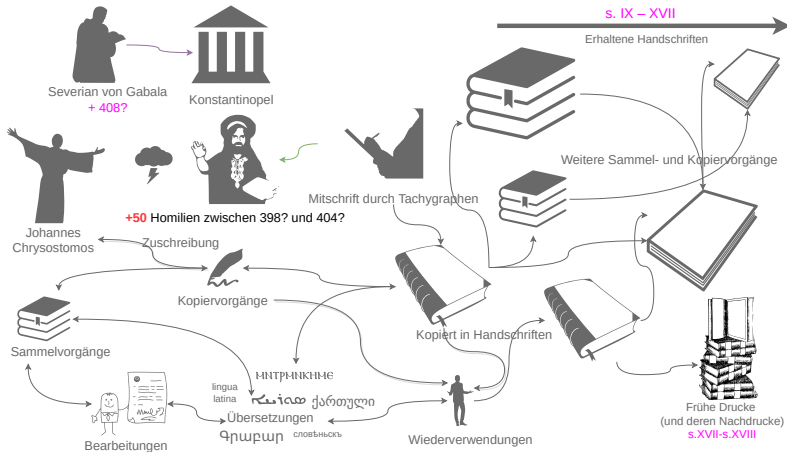 s. IX – XVII
Erhaltene Handschriften
Severian von Gabala
+ 408?
Konstantinopel
Weitere Sammel- und Kopiervorgänge
Mitschrift durch Tachygraphen
+50 Homilien zwischen 398? und 404?
Johannes
Chrysostomos
Zuschreibung
Kopiervorgänge
Kopiert in Handschriften
Sammelvorgänge
ⲙⲛⲧⲣⲙⲛⲕⲏⲙⲉ
lingua
latina
ქართული
Übersetzungen
Գրաբար
словѣньскъ
Bearbeitungen
Wiederverwendungen
Frühe Drucke
(und deren Nachdrucke)
s.XVII-s.XVIII